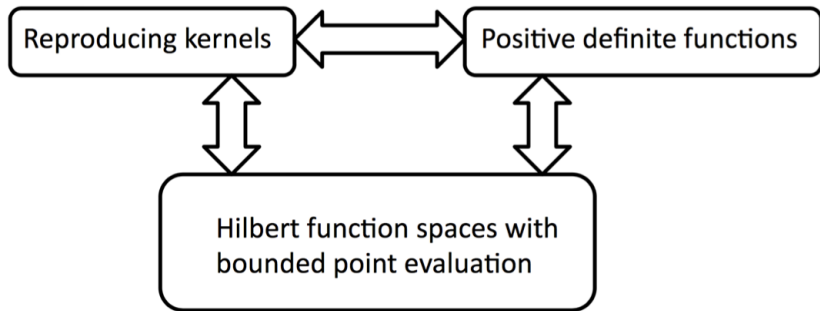 Reproducing kernels
Positive definite functions
Hilbert function spaces with
bounded point evaluation